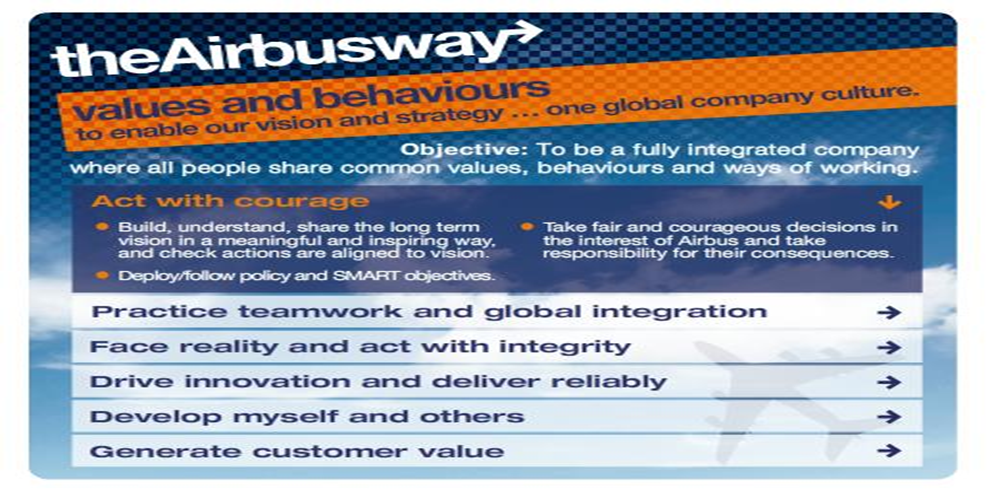 theAirbusway
values and behaviours
to enable our vision and strategy ... one global company culture.
Objective: To be a fully integrated company
where all people share common values, behaviours and ways of working.
Act with courage
Build, understand, share the long term
vision in a meaningful and inspiring way,
and check actions are aligned to vision.
Deploy/follow policy and SMART objectives.
Take fair and courageous decisions in
the interest of Airbus and take
responsibility for their consequences.
Practice teamwork and global integration
Face reality and act with integrity
Drive innovation and deliver reliably
Develop myself and others
Generate customer value